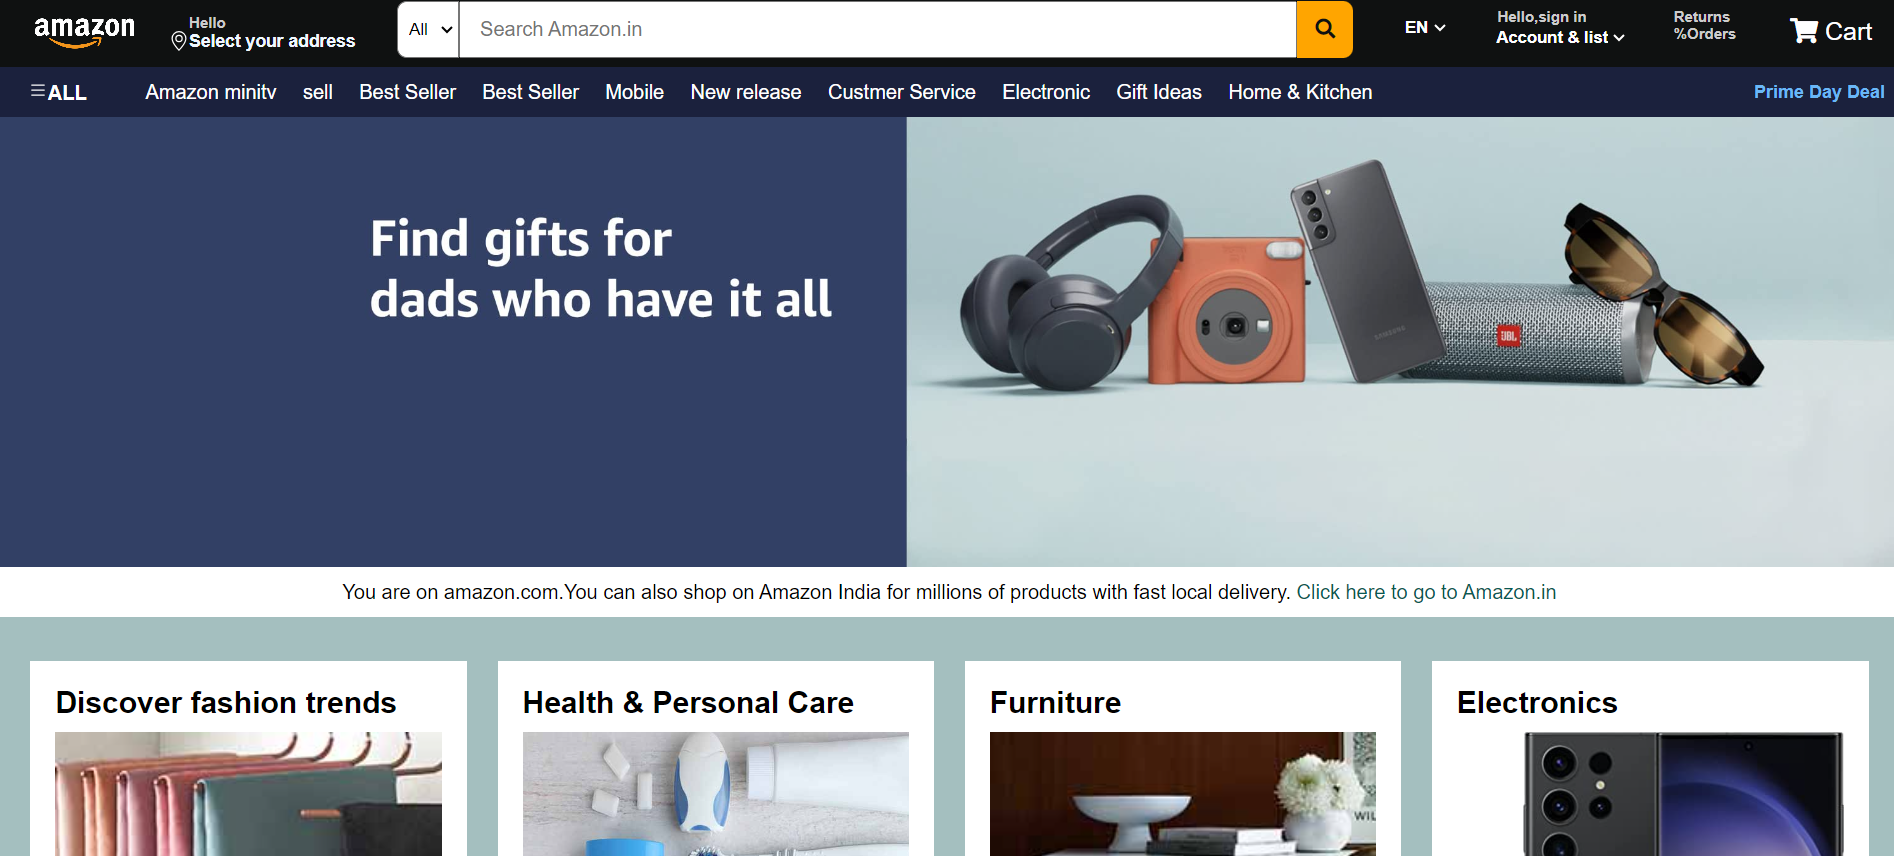 amazon
Hello
Select your address
All
Search Amazon.in
EN
Hello,sign in
Account & list
Returns
%Orders
Cart
ALL
Amazon minitv
sell
Best Seller
Best Seller
Mobile
New release
Custmer Service
Electronic
Gift Ideas
Home & Kitchen
Prime Day Deal
Find gifts for
dads who have it all
SAMSUNG
JBL
You are on amazon.com.You can also shop on Amazon India for millions of products with fast local delivery. Click here to go to Amazon.in
Discover fashion trends
Health & Personal Care
Furniture
Electronics